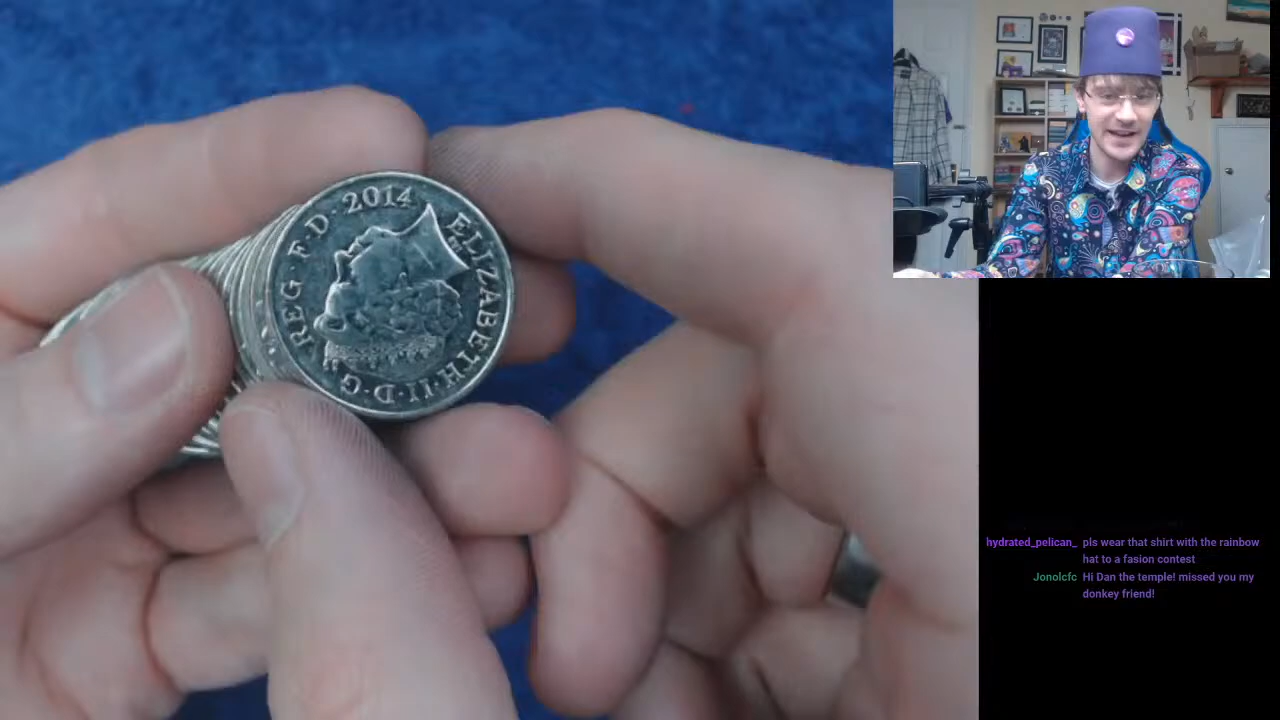 ELIZABETH·II·D·G
REG·F·D·2014
hydrated_pelican_ pls wear that shirt with the rainbow
hat to a fasion contest
Jonolcfc Hi Dan the temple! missed you my
donkey friend!